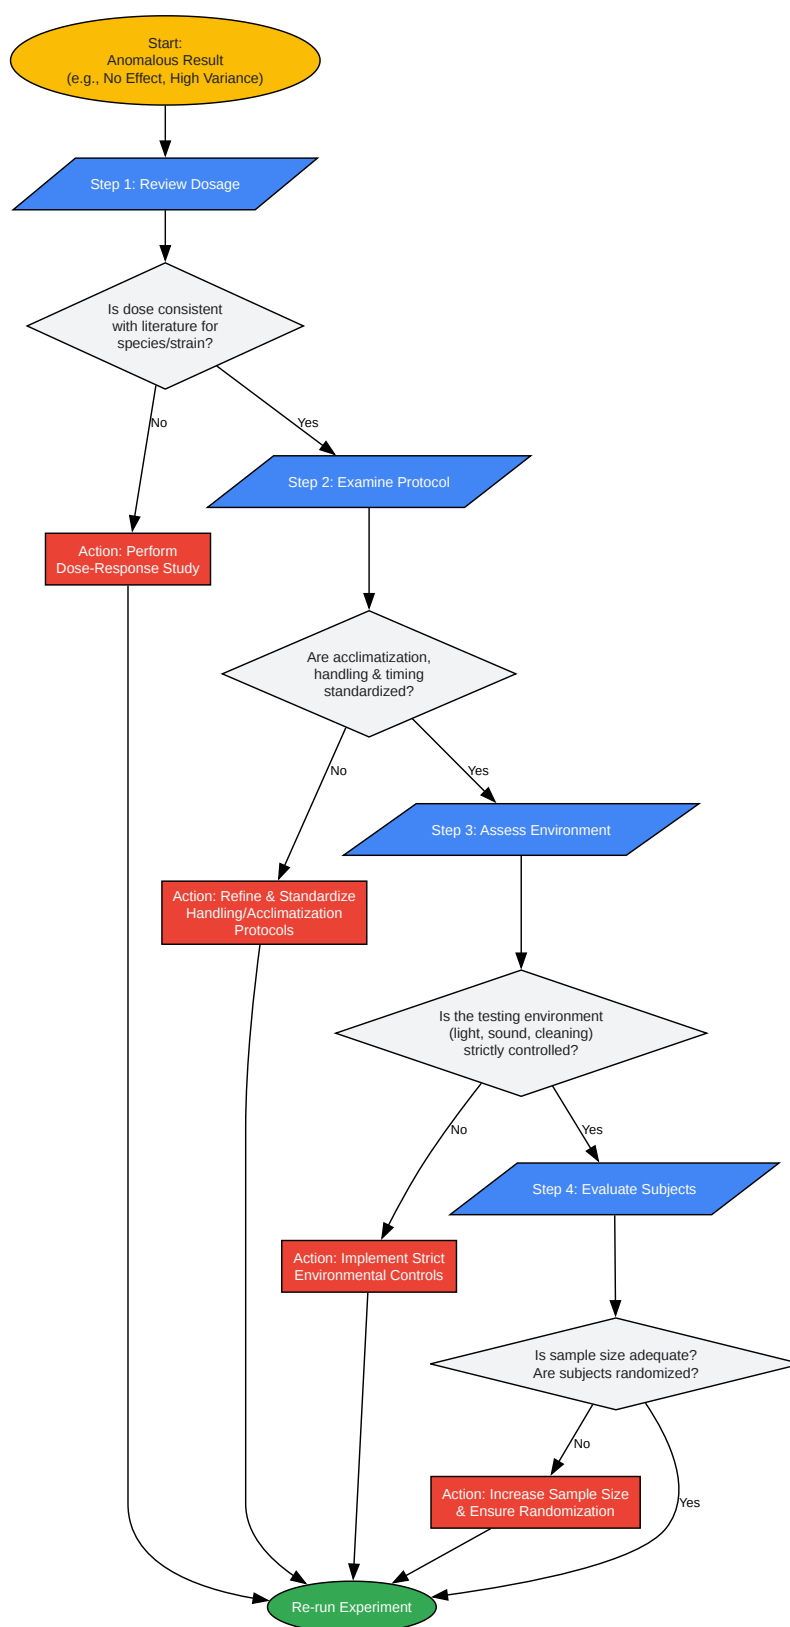 Start:
Anomalous Result
(e.g., No Effect, High Variance)
Step 1: Review Dosage
Is dose consistent
with literature for
species/strain?
No
Yes
Step 2: Examine Protocol
Action: Perform
Dose-Response Study
Are acclimatization,
handling & timing
standardized?
No
Yes
Step 3: Assess Environment
Action: Refine & Standardize
Handling/Acclimatization
Protocols
Is the testing environment
(light, sound, cleaning)
strictly controlled?
No
Yes
Step 4: Evaluate Subjects
Action: Implement Strict
Environmental Controls
Is sample size adequate?
Are subjects randomized?
No
Action: Increase Sample Size
& Ensure Randomization
Yes
Re-run Experiment